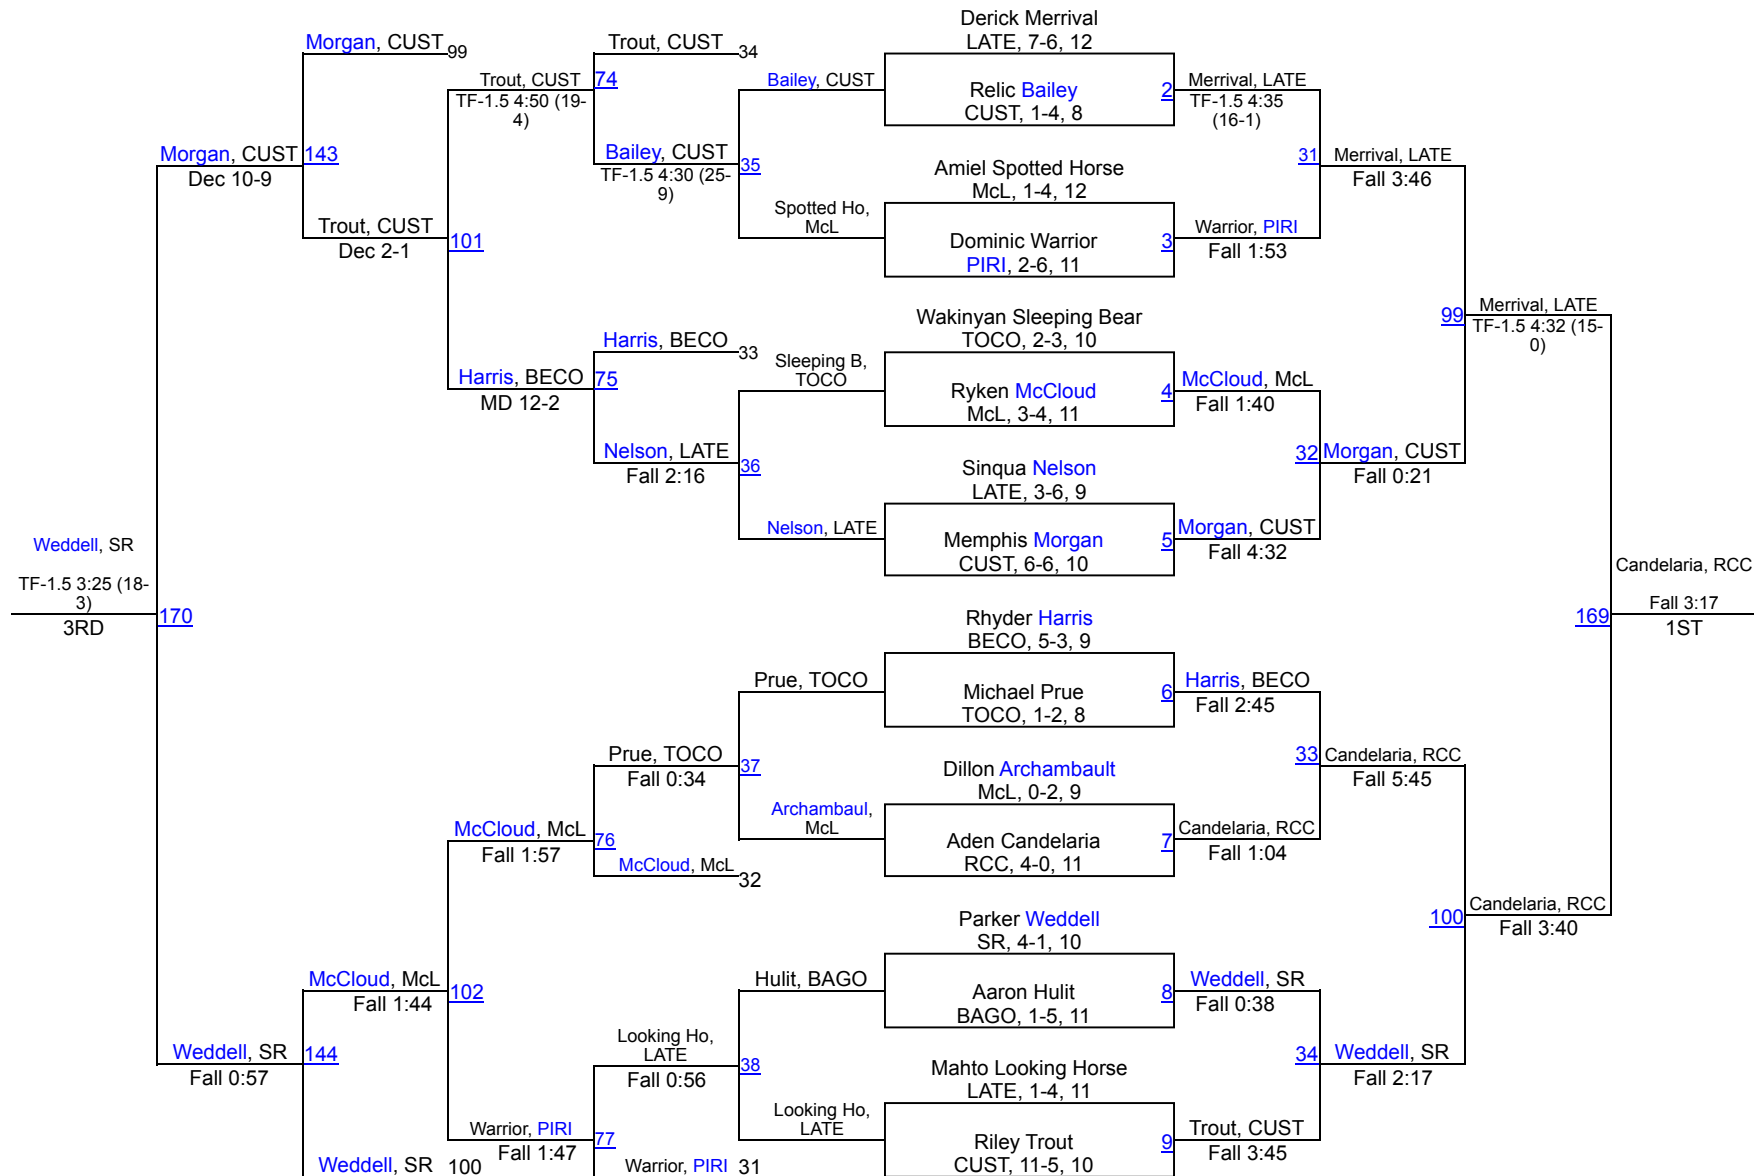 Derick Merrival
LATE, 7-6, 12
Morgan, CUST
99
Trout, CUST
34
Trout, CUST
74
TF-1.5 4:50 (19-
4)
Bailey, CUST
Relic Bailey
CUST, 1-4, 8
2
Merrival, LATE
TF-1.5 4:35
(16-1)
Morgan, CUST
143
Dec 10-9
Bailey, CUST
35
TF-1.5 4:30 (25-
9)
Amiel Spotted Horse
McL, 1-4, 12
31
Merrival, LATE
Fall 3:46
Trout, CUST
101
Dec 2-1
Spotted Ho,
McL
Dominic Warrior
PIRI, 2-6, 11
3
Warrior, PIRI
Fall 1:53
Wakinyan Sleeping Bear
TOCO, 2-3, 10
99
Merrival, LATE
TF-1.5 4:32 (15-
0)
Harris, BECO
33
Harris, BECO
75
MD 12-2
Sleeping B,
TOCO
Ryken McCloud
McL, 3-4, 11
4
McCloud, McL
Fall 1:40
Nelson, LATE
36
Fall 2:16
Sinqua Nelson
LATE, 3-6, 9
32
Morgan, CUST
Fall 0:21
Nelson, LATE
Memphis Morgan
CUST, 6-6, 10
5
Morgan, CUST
Fall 4:32
Weddell, SR
TF-1.5 3:25 (18-
3)
3RD
170
Candelaria, RCC
Fall 3:17
1ST
169
Rhyder Harris
BECO, 5-3, 9
Prue, TOCO
Michael Prue
TOCO, 1-2, 8
6
Harris, BECO
Fall 2:45
Prue, TOCO
37
Fall 0:34
Dillon Archambault
McL, 0-2, 9
33
Candelaria, RCC
Fall 5:45
McCloud, McL
76
Fall 1:57
McCloud, McL
32
Archambaul,
McL
Aden Candelaria
RCC, 4-0, 11
7
Candelaria, RCC
Fall 1:04
Parker Weddell
SR, 4-1, 10
100
Candelaria, RCC
Fall 3:40
McCloud, McL
102
Fall 1:44
Hulit, BAGO
Aaron Hulit
BAGO, 1-5, 11
8
Weddell, SR
Fall 0:38
Weddell, SR
144
Fall 0:57
Looking Ho,
LATE
38
Fall 0:56
Mahto Looking Horse
LATE, 1-4, 11
34
Weddell, SR
Fall 2:17
Warrior, PIRI
77
Fall 1:47
Looking Ho,
LATE
Riley Trout
CUST, 11-5, 10
9
Trout, CUST
Fall 3:45
Weddell, SR
100
Warrior, PIRI
31